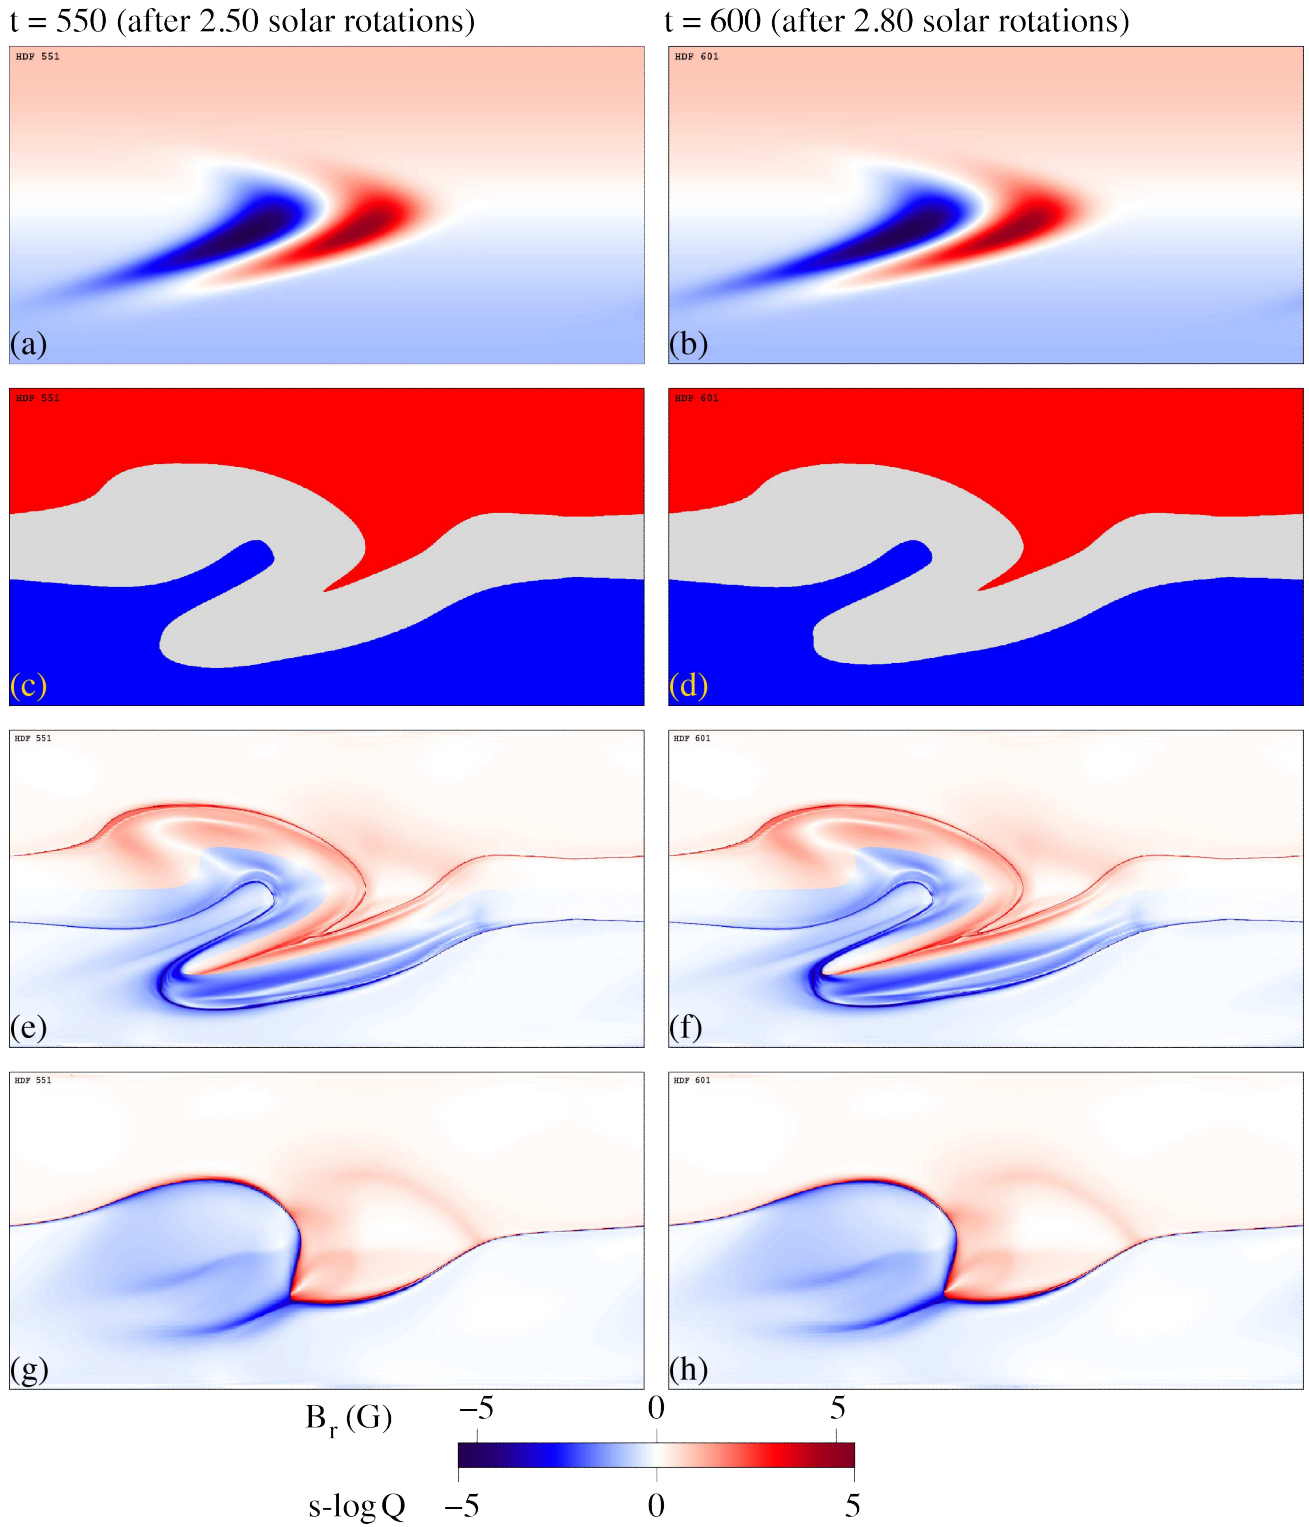 t = 550 (after 2.50 solar rotations)
t = 600 (after 2.80 solar rotations)
HDF 551
HDF 601
(a)
(b)
HDF 551
HDF 601
(c)
(d)
HDF 551
HDF 601
(e)
(f)
HDF 551
HDF 601
(g)
(h)
B_r (G) −5 0 5
s-log Q −5 0 5